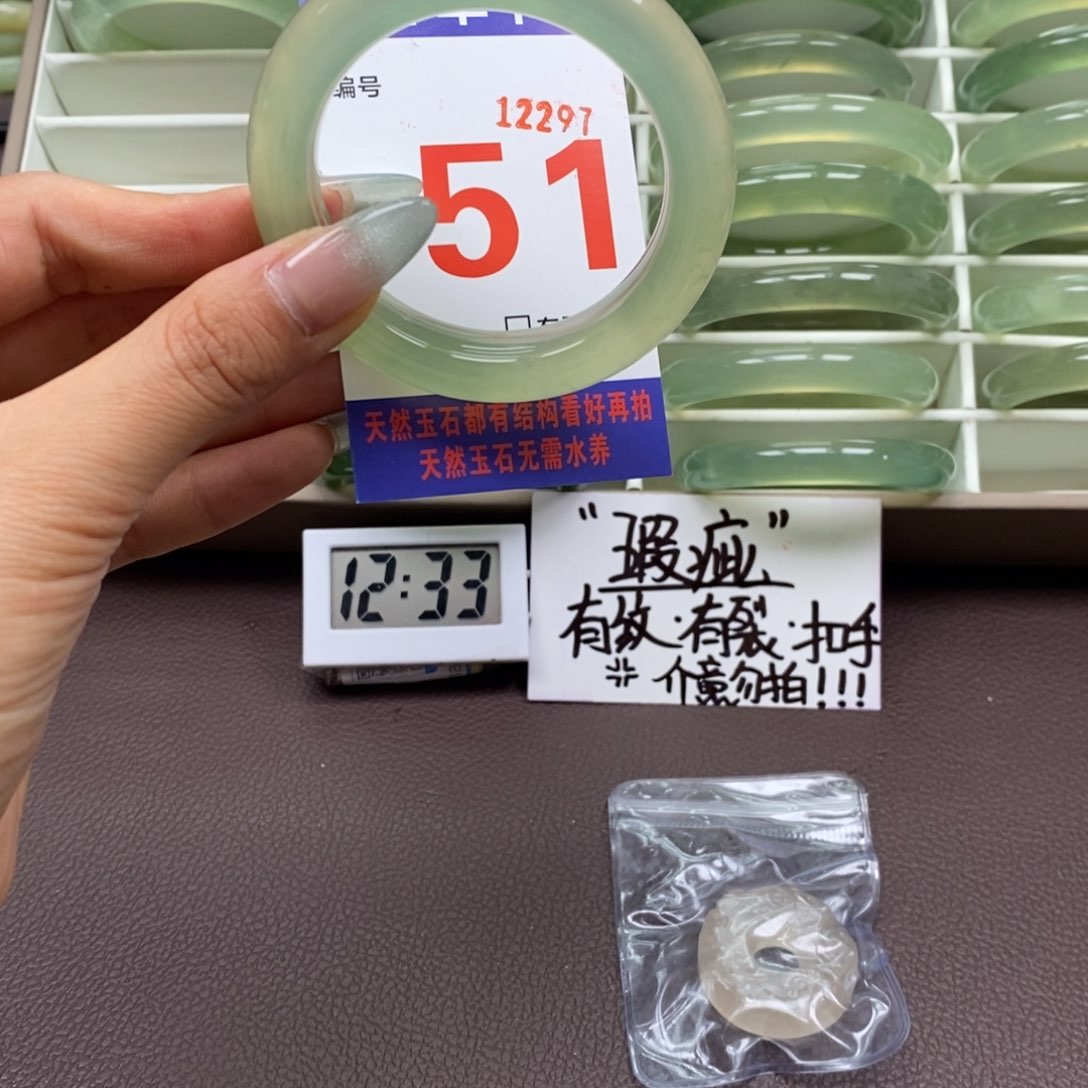 编号
12297
51
天然玉石都有结构看好再拍
天然玉石无需水养
12:33
"瑕疵"
有纹·有裂·扣手
介意勿拍!!!